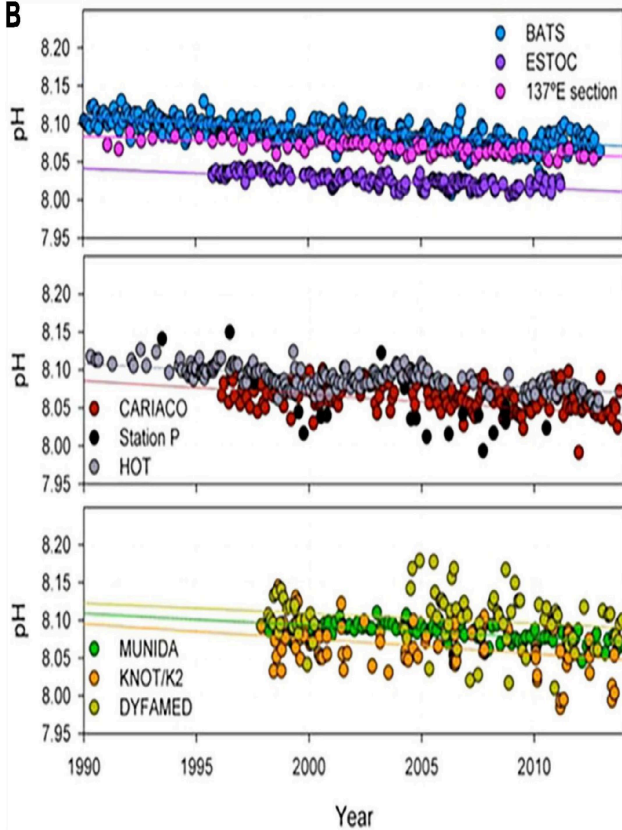 B
8.20
8.15
8.10
8.05
8.00
7.95
pH
BATS
ESTOC
137ºE section
8.20
8.15
8.10
8.05
8.00
7.95
pH
CARIACO
Station P
HOT
8.20
8.15
8.10
8.05
8.00
7.95
pH
MUNIDA
KNOT/K2
DYFAMED
1990 1995 2000 2005 2010
Year